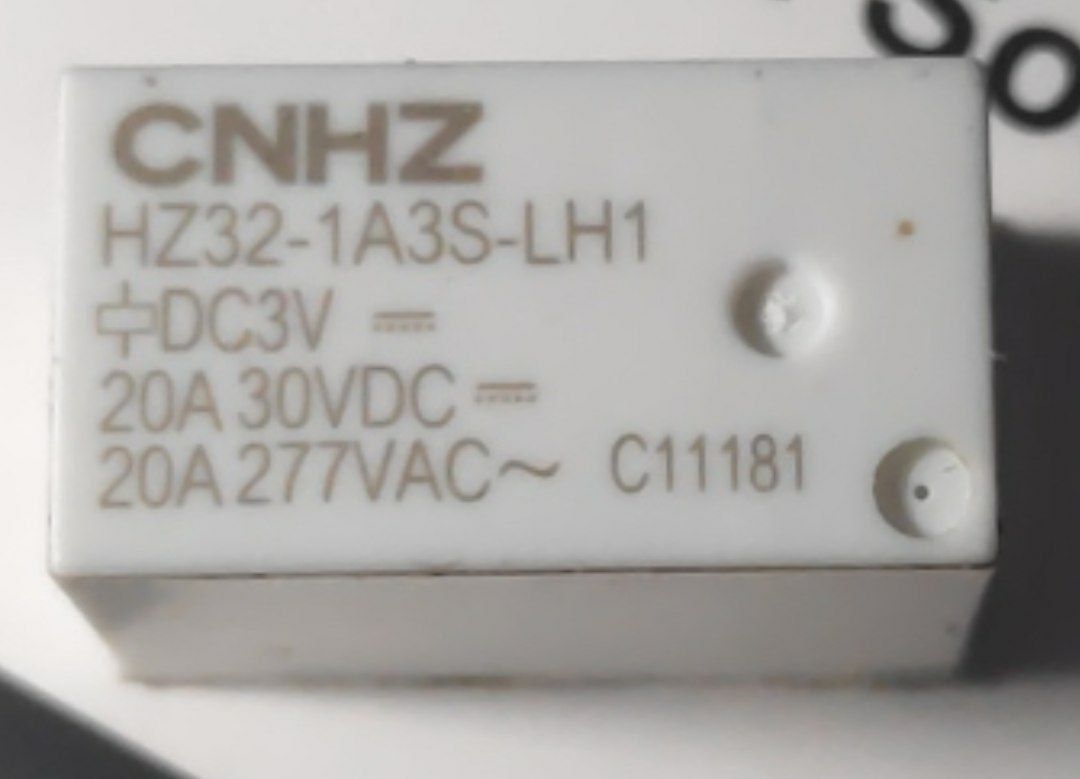 CNHZ
HZ32-1A3S-LH1
DC3V ⎓
20A 30VDC ⎓
20A 277VAC~ C11181